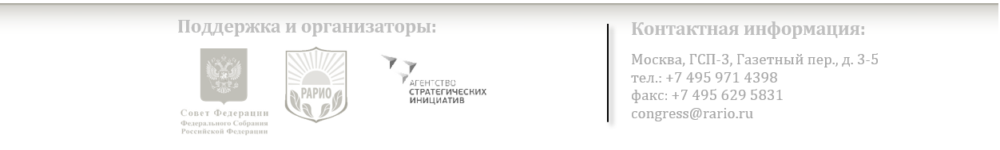 Поддержка и организаторы:
Совет Федерации
Федерального Собрания
Российской Федерации
РАРИО
АГЕНТСТВО
СТРАТЕГИЧЕСКИХ
ИНИЦИАТИВ
Контактная информация:
Москва, ГСП-3, Газетный пер., д. 3-5
тел.: +7 495 971 4398
факс: +7 495 629 5831
congress@rario.ru